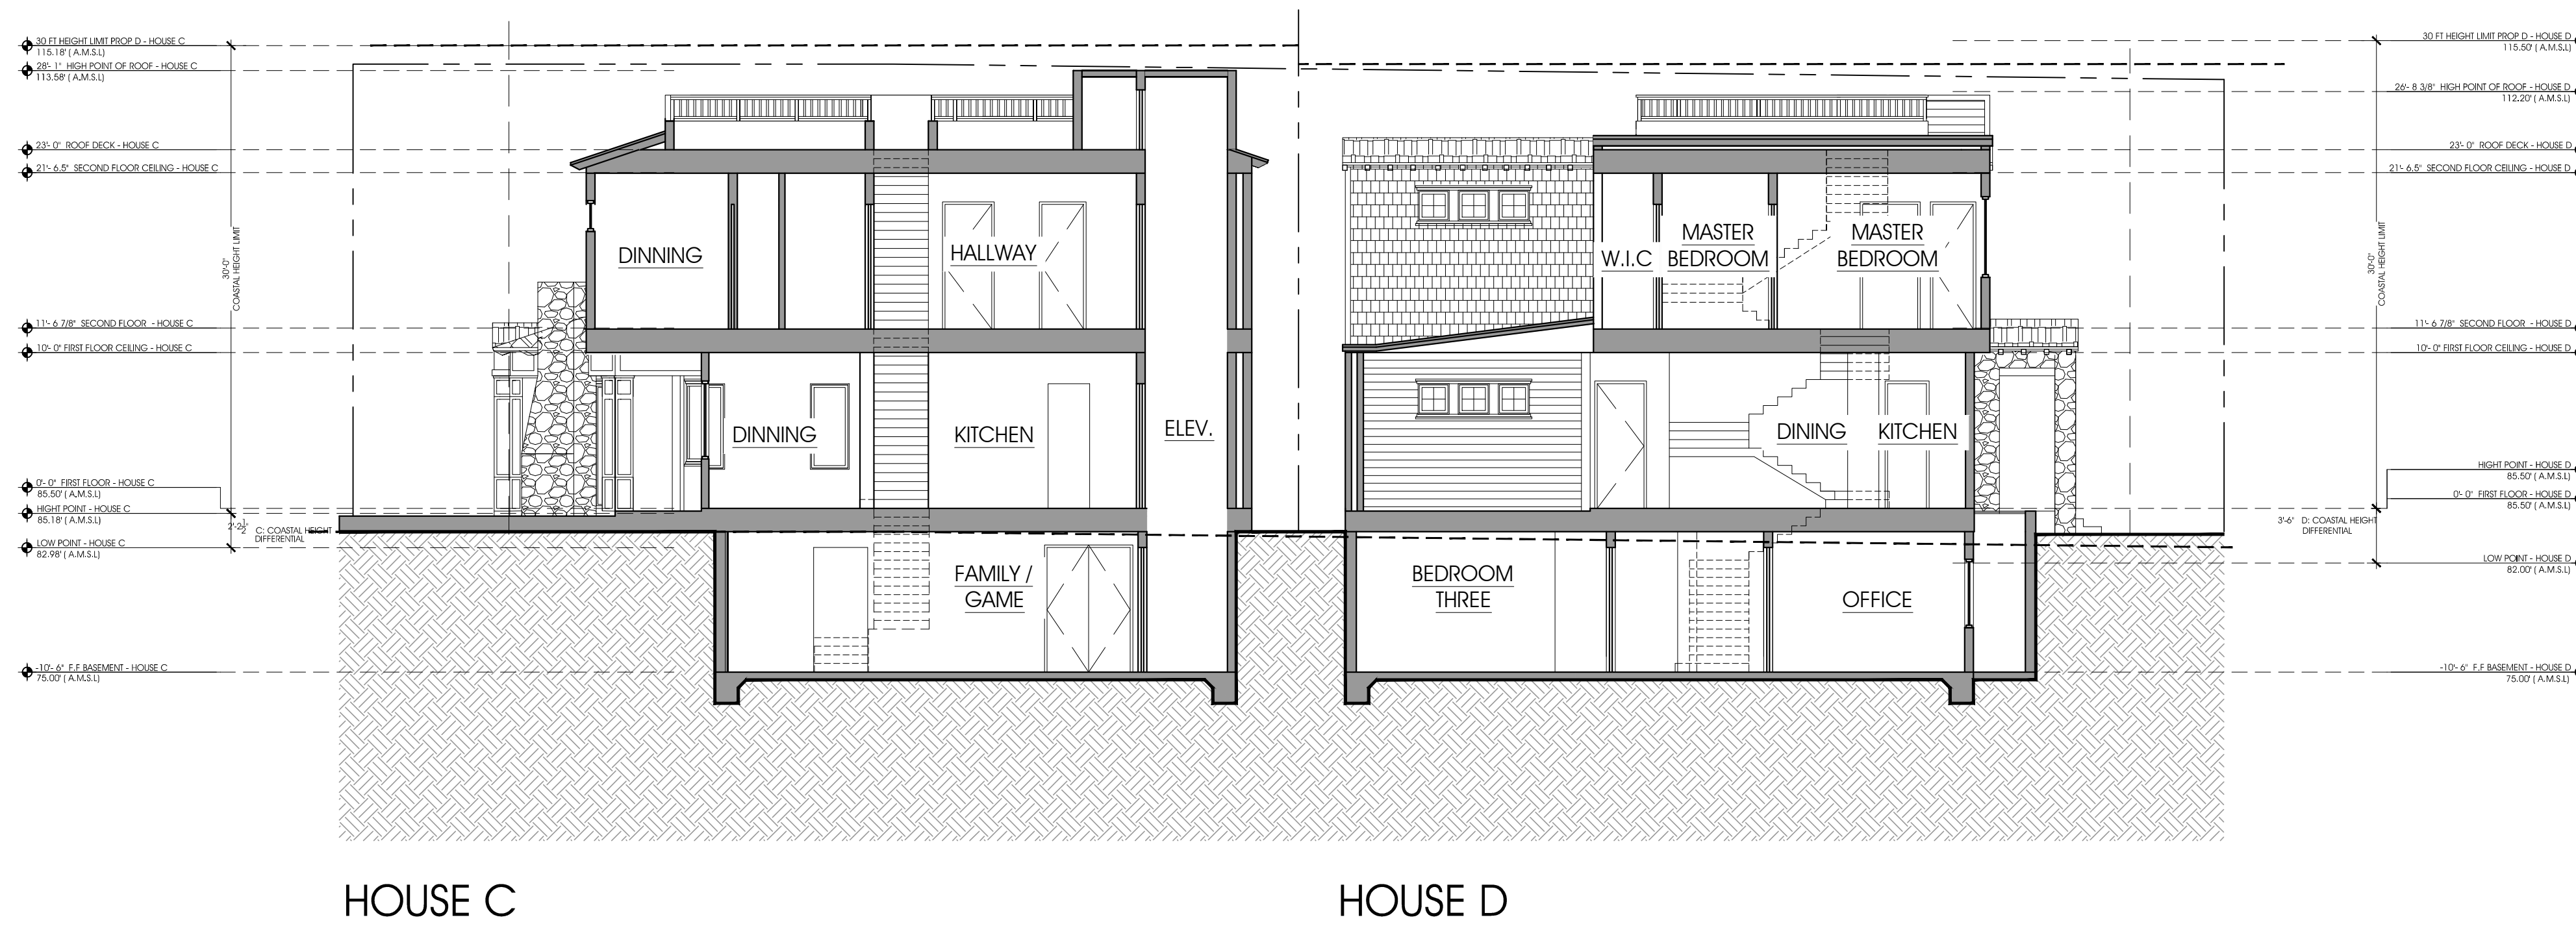 30 FT HEIGHT LIMIT PROP D - HOUSE C
115.18' ( A.M.S.L)
28'- 1" HIGH POINT OF ROOF - HOUSE C
113.58' ( A.M.S.L)
23'- 0" ROOF DECK - HOUSE C
21'- 6.5" SECOND FLOOR CEILING - HOUSE C
30'-0"
COASTAL HEIGHT LIMIT
11'- 6 7/8" SECOND FLOOR - HOUSE C
10'- 0" FIRST FLOOR CEILING - HOUSE C
0'- 0" FIRST FLOOR - HOUSE C
85.50' ( A.M.S.L)
HIGHT POINT - HOUSE C
85.18' ( A.M.S.L)
2'-2 1/2"
C: COASTAL HEIGHT
DIFFERENTIAL
LOW POINT - HOUSE C
82.98' ( A.M.S.L)
-10'- 6" F.F BASEMENT - HOUSE C
75.00' ( A.M.S.L)
DINNING
HALLWAY
DINNING
KITCHEN
ELEV.
FAMILY /
GAME
W.I.C
MASTER
BEDROOM
MASTER
BEDROOM
DINING
KITCHEN
BEDROOM
THREE
OFFICE
30 FT HEIGHT LIMIT PROP D - HOUSE D
115.50' ( A.M.S.L)
26'- 8 3/8" HIGH POINT OF ROOF - HOUSE D
112.20' ( A.M.S.L)
23'- 0" ROOF DECK - HOUSE D
21'- 6.5" SECOND FLOOR CEILING - HOUSE D
30'-0"
COASTAL HEIGHT LIMIT
11'- 6 7/8" SECOND FLOOR - HOUSE D
10'- 0" FIRST FLOOR CEILING - HOUSE D
HIGHT POINT - HOUSE D
85.50' ( A.M.S.L)
0'- 0" FIRST FLOOR - HOUSE D
85.50' ( A.M.S.L)
3'-6" D: COASTAL HEIGHT
DIFFERENTIAL
LOW POINT - HOUSE D
82.00' ( A.M.S.L)
-10'- 6" F.F BASEMENT - HOUSE D
75.00' ( A.M.S.L)
HOUSE C
HOUSE D